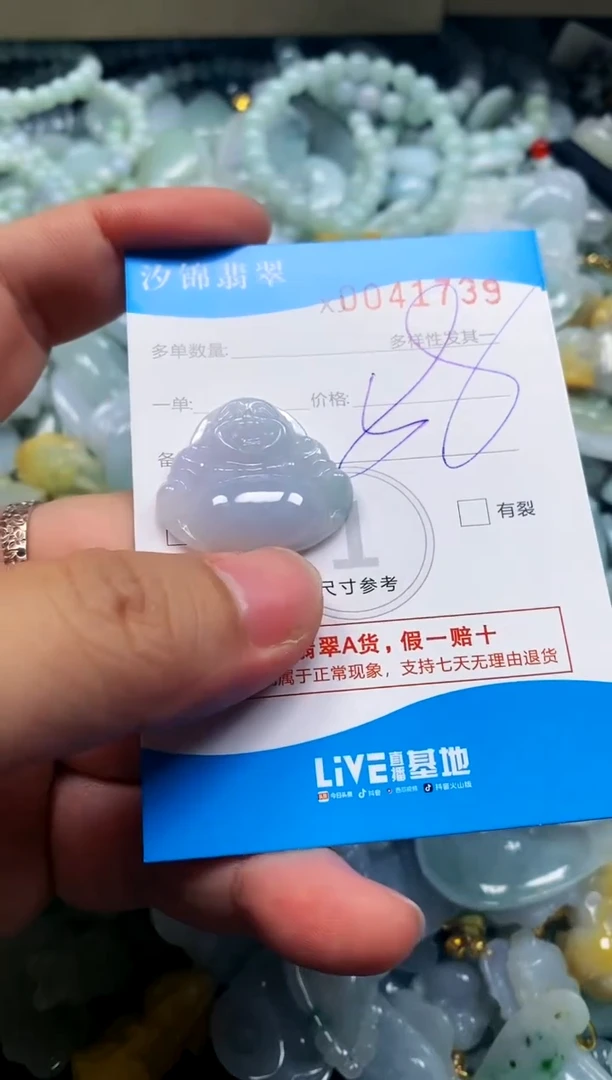 汐锦翡翠
X0041739
多单数量:
多样性发其一
一单:
价格:
备
有裂
1
尺寸参考
翡翠A货，假一赔十
属于正常现象，支持七天无理由退货
LiVE直播基地
今日头条 抖音 西瓜视频 抖音火山版